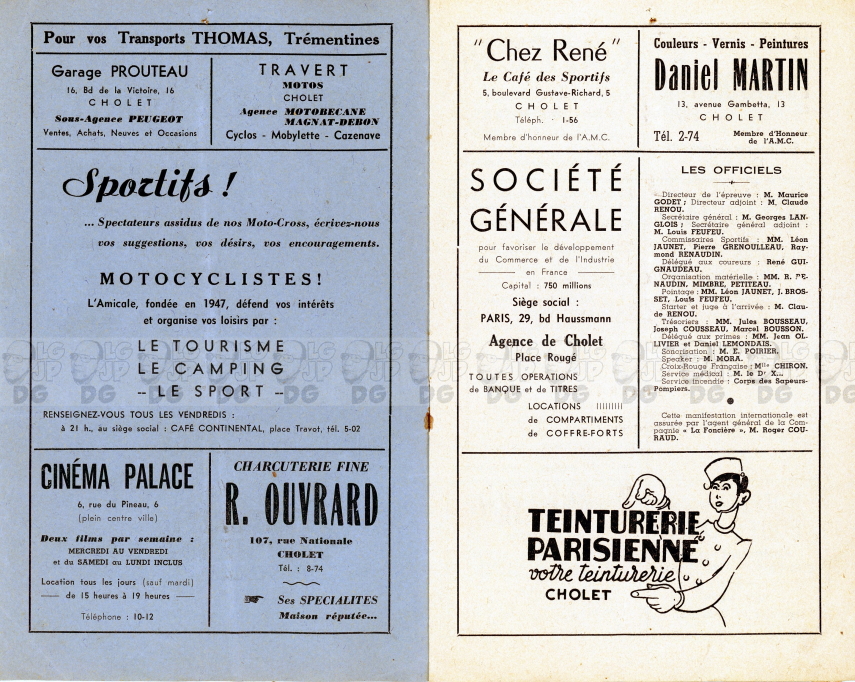 Pour vos Transports THOMAS, Trémentines
Garage PROUTEAU
16, Bd de la Victoire, 16
CHOLET
Sous-Agence PEUGEOT
Ventes, Achats, Neuves et Occasions
TRAVERT
MOTOS
CHOLET
Agence MOTOBECANE
MAGNAT-DEBON
Cyclos - Mobylette - Cazenave
Sportifs !
... Spectateurs assidus de nos Moto-Cross, écrivez-nous
vos suggestions, vos désirs, vos encouragements.
MOTOCYCLISTES !
L'Amicale, fondée en 1947, défend vos intérêts
et organise vos loisirs par :
LE TOURISME
LE CAMPING
-- LE SPORT --
RENSEIGNEZ-VOUS TOUS LES VENDREDIS :
à 21 h., au siège social : CAFÉ CONTINENTAL, place Travot, tél. 5-02
CINÉMA PALACE
6, rue du Pineau, 6
(plein centre ville)
Deux films par semaine :
MERCREDI AU VENDREDI
et du SAMEDI au LUNDI INCLUS
Location tous les jours (sauf mardi)
de 15 heures à 19 heures
Téléphone : 10-12
CHARCUTERIE FINE
R. OUVRARD
107, rue Nationale
CHOLET
Tél. : 8-74
Ses SPECIALITES
Maison réputée...
"Chez René"
Le Café des Sportifs
5, boulevard Gustave-Richard, 5
CHOLET
Téléph. · 1-56
Membre d'honneur de l'A.M.C.
Couleurs - Vernis - Peintures
Daniel MARTIN
13, avenue Gambetta, 13
CHOLET
Tél. 2-74
Membre d'Honneur
de l'A.M.C.
SOCIÉTÉ
GÉNÉRALE
pour favoriser le développement
du Commerce et de l'Industrie
en France
Capital : 750 millions
Siège social :
PARIS, 29, bd Haussmann
Agence de Cholet
Place Rouge
TOUTES OPERATIONS
de BANQUE et de TITRES
LOCATIONS
de COMPARTIMENTS
de COFFRE-FORTS
LES OFFICIELS
Directeur de l'épreuve : M. Maurice
GODET ; Directeur adjoint : M. Claude
RENOU.
Secrétaire général : M. Georges LAN-
GLOIS ; Secrétaire général adjoint :
M. Louis FEUFEU.
Commissaires Sportifs : MM. Léon
JAUNET, Pierre GRENOULLEAU, Ray-
mond RENAUDIN.
Délégué aux coureurs : RENÉ GUI-
GNAUDEAU.
Organisation matérielle : MM. R. RE-
NAUDIN, MIMBRE, PETITEAU.
Pointage : MM. Léon JAUNET, J. BROS-
SET, Louis FEUFEU.
Starter et juge à l'arrivée : M. Clau-
de RENOU.
Trésoriers : MM. Jules BOUSSEAU,
Joseph COUSSEAU, Marcel BOUSSON.
Délégué aux primes : MM. Jean OL-
LIVIER et Daniel LEMONDAIS.
Sonorisation : M. E. POIRIER.
Speaker : M. MORA.
Croix-Rouge Française : Mlle CHIRON.
Service médical : M. le Dr X...
Service incendie : Corps des Sapeurs-
Pompiers.
Cette manifestation internationale est
assurée par l'agent général de la Com-
pagnie « La Foncière », M. Roger COU-
RAUD.
TEINTURERIE
PARISIENNE
votre teinturerie
CHOLET